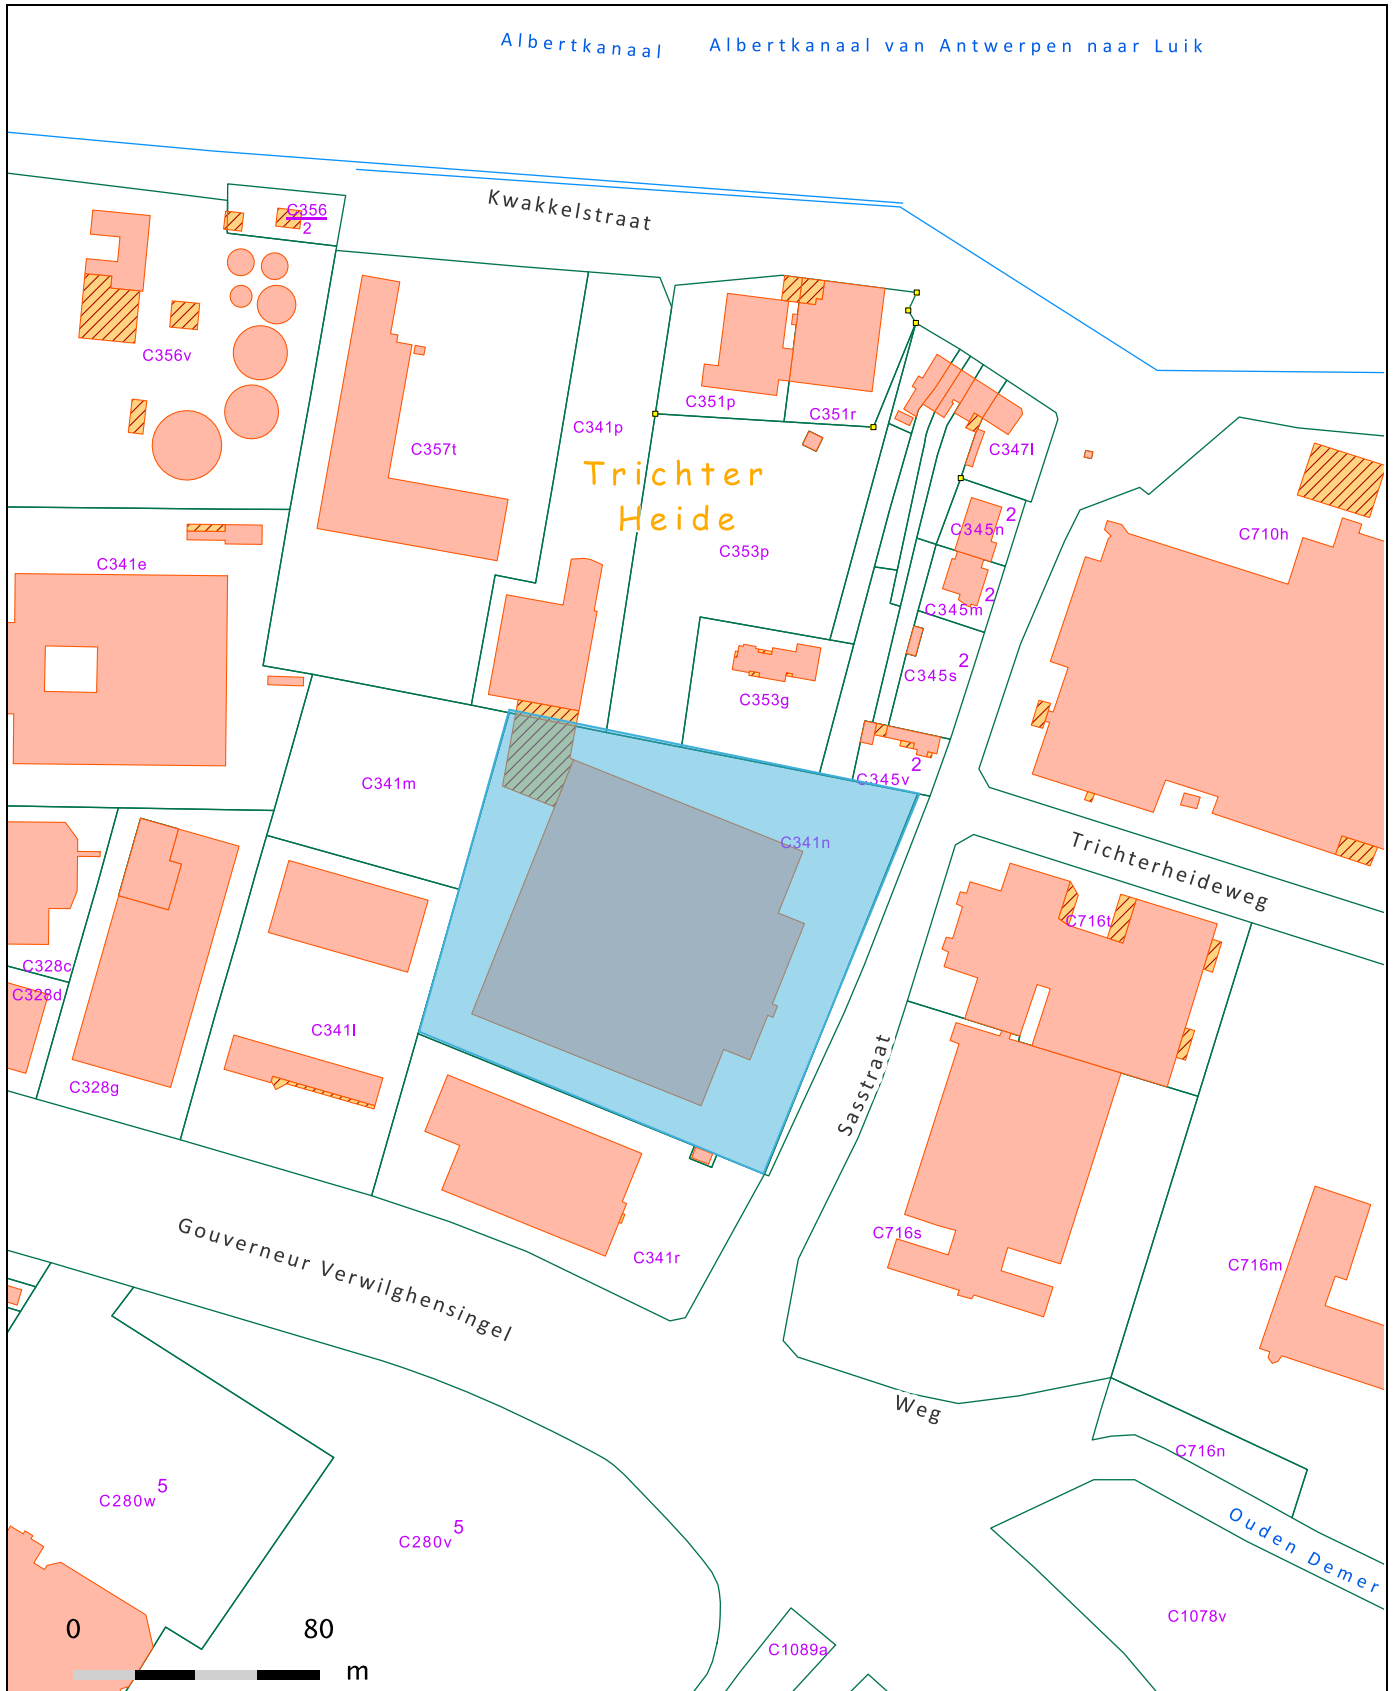 Albertkanaal
Albertkanaal van Antwerpen naar Luik
Kwakkelstraat
C356
2
C356v
C351p
C351r
C341p
C357t
C347l
Trichter
Heide
C345n
2
C710h
C353p
C341e
C345m
2
C345s
2
C353g
C345v
2
C341m
C341n
Trichterheideweg
C716t
C328c
C328d
C341l
Sasstraat
C328g
C716s
Gouverneur Verwilghensingel
C341r
C716m
Weg
C716n
C280w
5
C280v
5
Ouden Demer
C1078v
C1089a
0
80
m